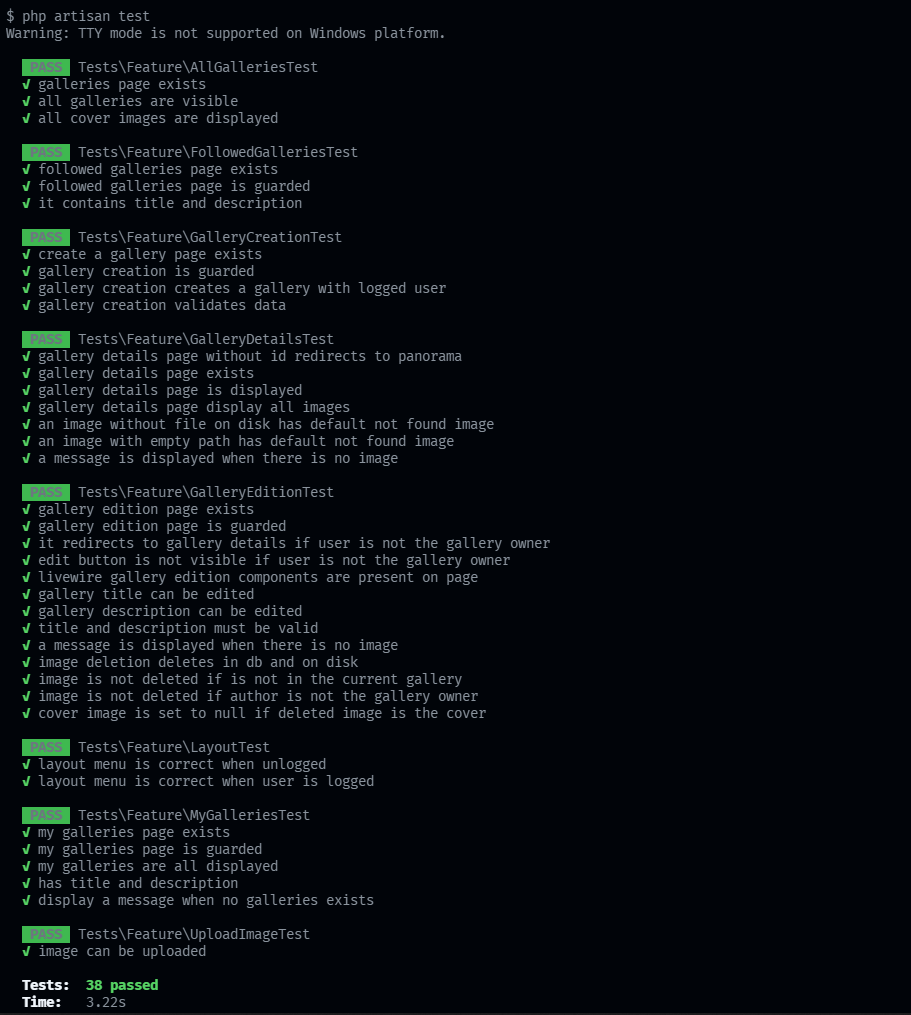 $ php artisan test
Warning: TTY mode is not supported on Windows platform.
PASS Tests\Feature\AllGalleriesTest
✓ galleries page exists
✓ all galleries are visible
✓ all cover images are displayed
PASS Tests\Feature\FollowedGalleriesTest
✓ followed galleries page exists
✓ followed galleries page is guarded
✓ it contains title and description
PASS Tests\Feature\GalleryCreationTest
✓ create a gallery page exists
✓ gallery creation is guarded
✓ gallery creation creates a gallery with logged user
✓ gallery creation validates data
PASS Tests\Feature\GalleryDetailsTest
✓ gallery details page without id redirects to panorama
✓ gallery details page exists
✓ gallery details page is displayed
✓ gallery details page display all images
✓ an image without file on disk has default not found image
✓ an image with empty path has default not found image
✓ a message is displayed when there is no image
PASS Tests\Feature\GalleryEditionTest
✓ gallery edition page exists
✓ gallery edition page is guarded
✓ it redirects to gallery details if user is not the gallery owner
✓ edit button is not visible if user is not the gallery owner
✓ livewire gallery edition components are present on page
✓ gallery title can be edited
✓ gallery description can be edited
✓ title and description must be valid
✓ a message is displayed when there is no image
✓ image deletion deletes in db and on disk
✓ image is not deleted if is not in the current gallery
✓ image is not deleted if author is not the gallery owner
✓ cover image is set to null if deleted image is the cover
PASS Tests\Feature\LayoutTest
✓ layout menu is correct when unlogged
✓ layout menu is correct when user is logged
PASS Tests\Feature\MyGalleriesTest
✓ my galleries page exists
✓ my galleries page is guarded
✓ my galleries are all displayed
✓ has title and description
✓ display a message when no galleries exists
PASS Tests\Feature\UploadImageTest
✓ image can be uploaded
Tests: 38 passed
Time: 3.22s